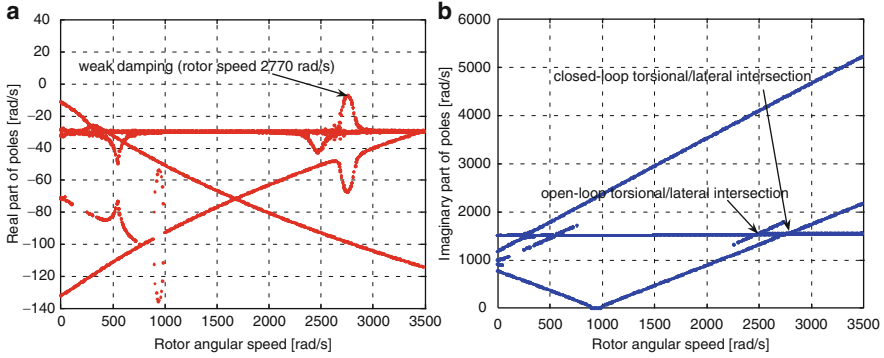 a
40
20
0
−20
−40
−60
−80
−100
−120
−140
Real part of poles [rad/s]
weak damping (rotor speed 2770 rad/s)
0 500 1000 1500 2000 2500 3000 3500
Rotor angular speed [rad/s]
b
6000
5000
4000
3000
2000
1000
0
Imaginary part of poles [rad/s]
closed-loop torsional/lateral intersection
open-loop torsional/lateral intersection
0 500 1000 1500 2000 2500 3000 3500
Rotor angular speed [rad/s]